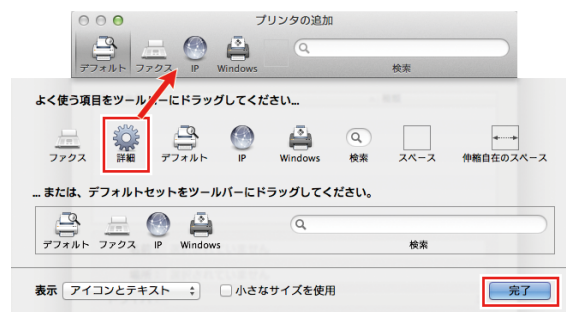 プリンタの追加
デフォルト ファクス IP Windows 検索
よく使う項目をツールバーにドラッグしてください...
ファクス 詳細 デフォルト IP Windows 検索 スペース 伸縮自在のスペース
... または、デフォルトセットをツールバーにドラッグしてください。
デフォルト ファクス IP Windows 検索
表示 アイコンとテキスト 小さなサイズを使用 完了